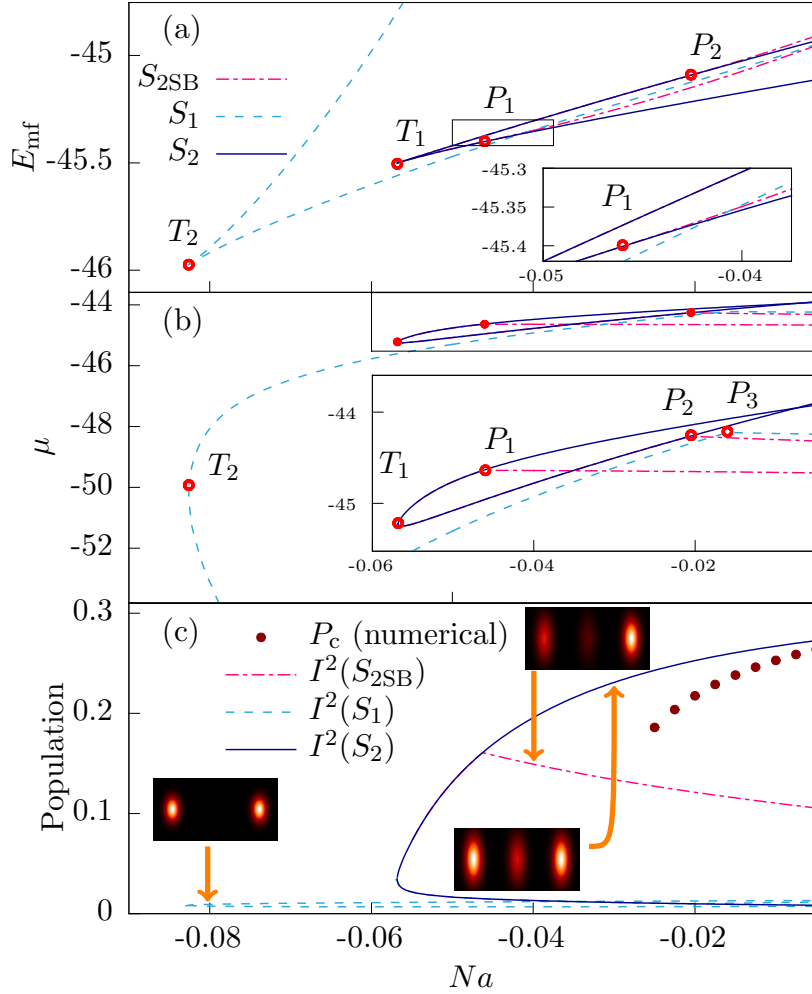 (a)
-45
-45.5
-46
E_mf
S_2SB
S_1
S_2
P_2
P_1
T_1
T_2
-45.3
-45.35
-45.4
P_1
-0.05
-0.04
(b)
-44
-46
-48
-50
-52
μ
T_2
-44
-45
P_3
P_2
P_1
T_1
-0.06
-0.04
-0.02
(c)
0.3
0.2
0.1
0
Population
P_c (numerical)
I^2(S_2SB)
I^2(S_1)
I^2(S_2)
-0.08
-0.06
-0.04
-0.02
Na